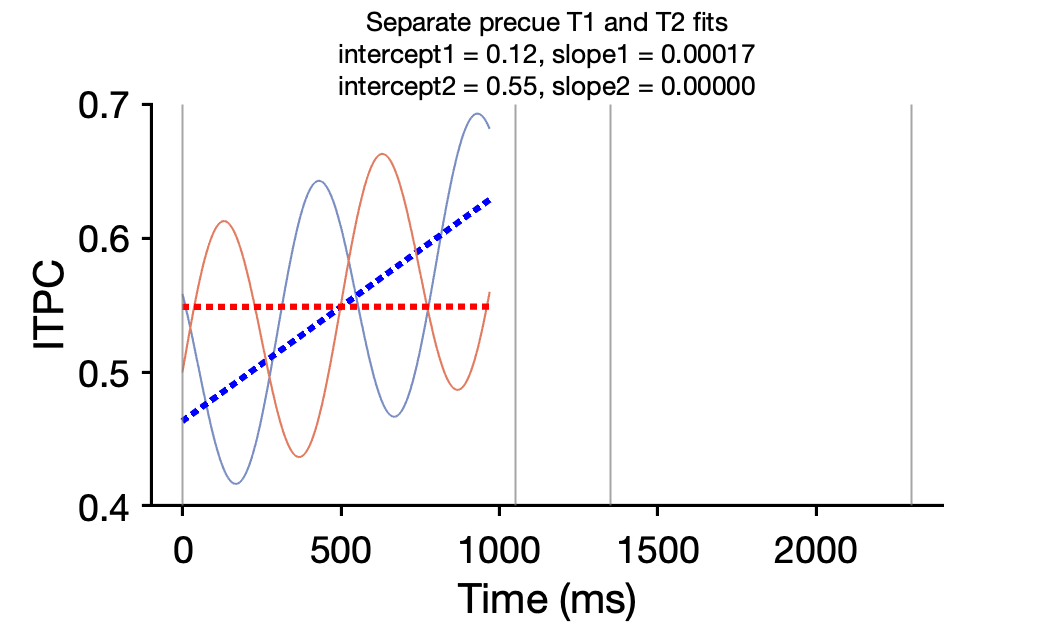 Separate precue T1 and T2 fits
intercept1 = 0.12, slope1 = 0.00017
intercept2 = 0.55, slope2 = 0.00000
0.7
0.6
0.5
0.4
ITPC
0 500 1000 1500 2000
Time (ms)